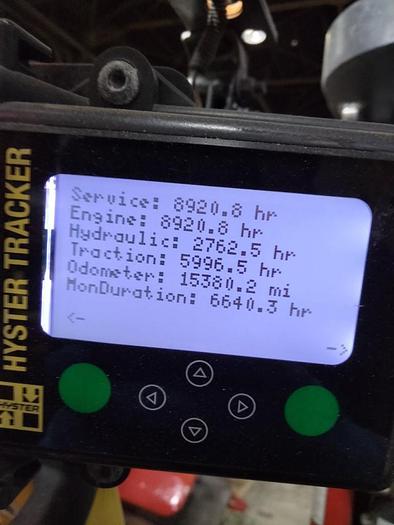 HYSTER TRACKER
Service: 8920.8 hr
Engine: 8920.8 hr
Hydraulic: 2762.5 hr
Traction: 5996.5 hr
Odometer: 15380.2 mi
MonDuration: 6640.3 hr
<-
->
HYSTER